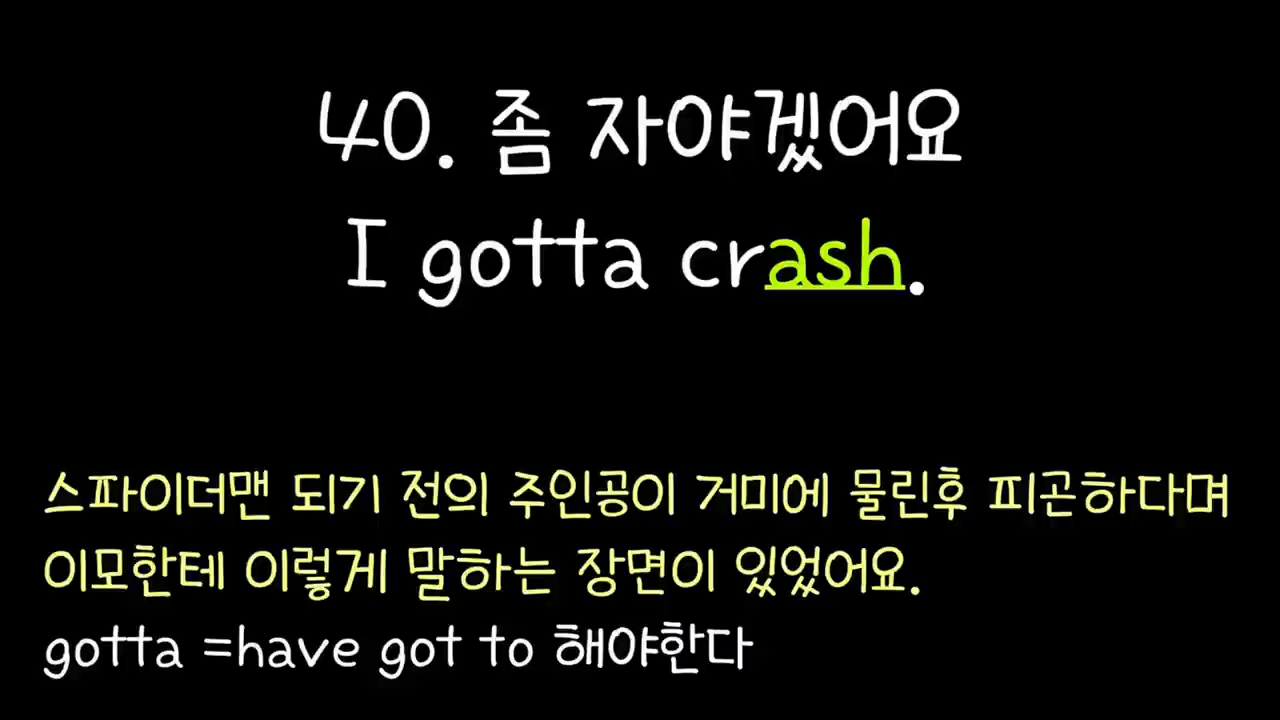 40. 좀 자야겠어요
I gotta crash.
스파이더맨 되기 전의 주인공이 거미에 물린후 피곤하다며
이모한테 이렇게 말하는 장면이 있었어요.
gotta =have got to 해야한다